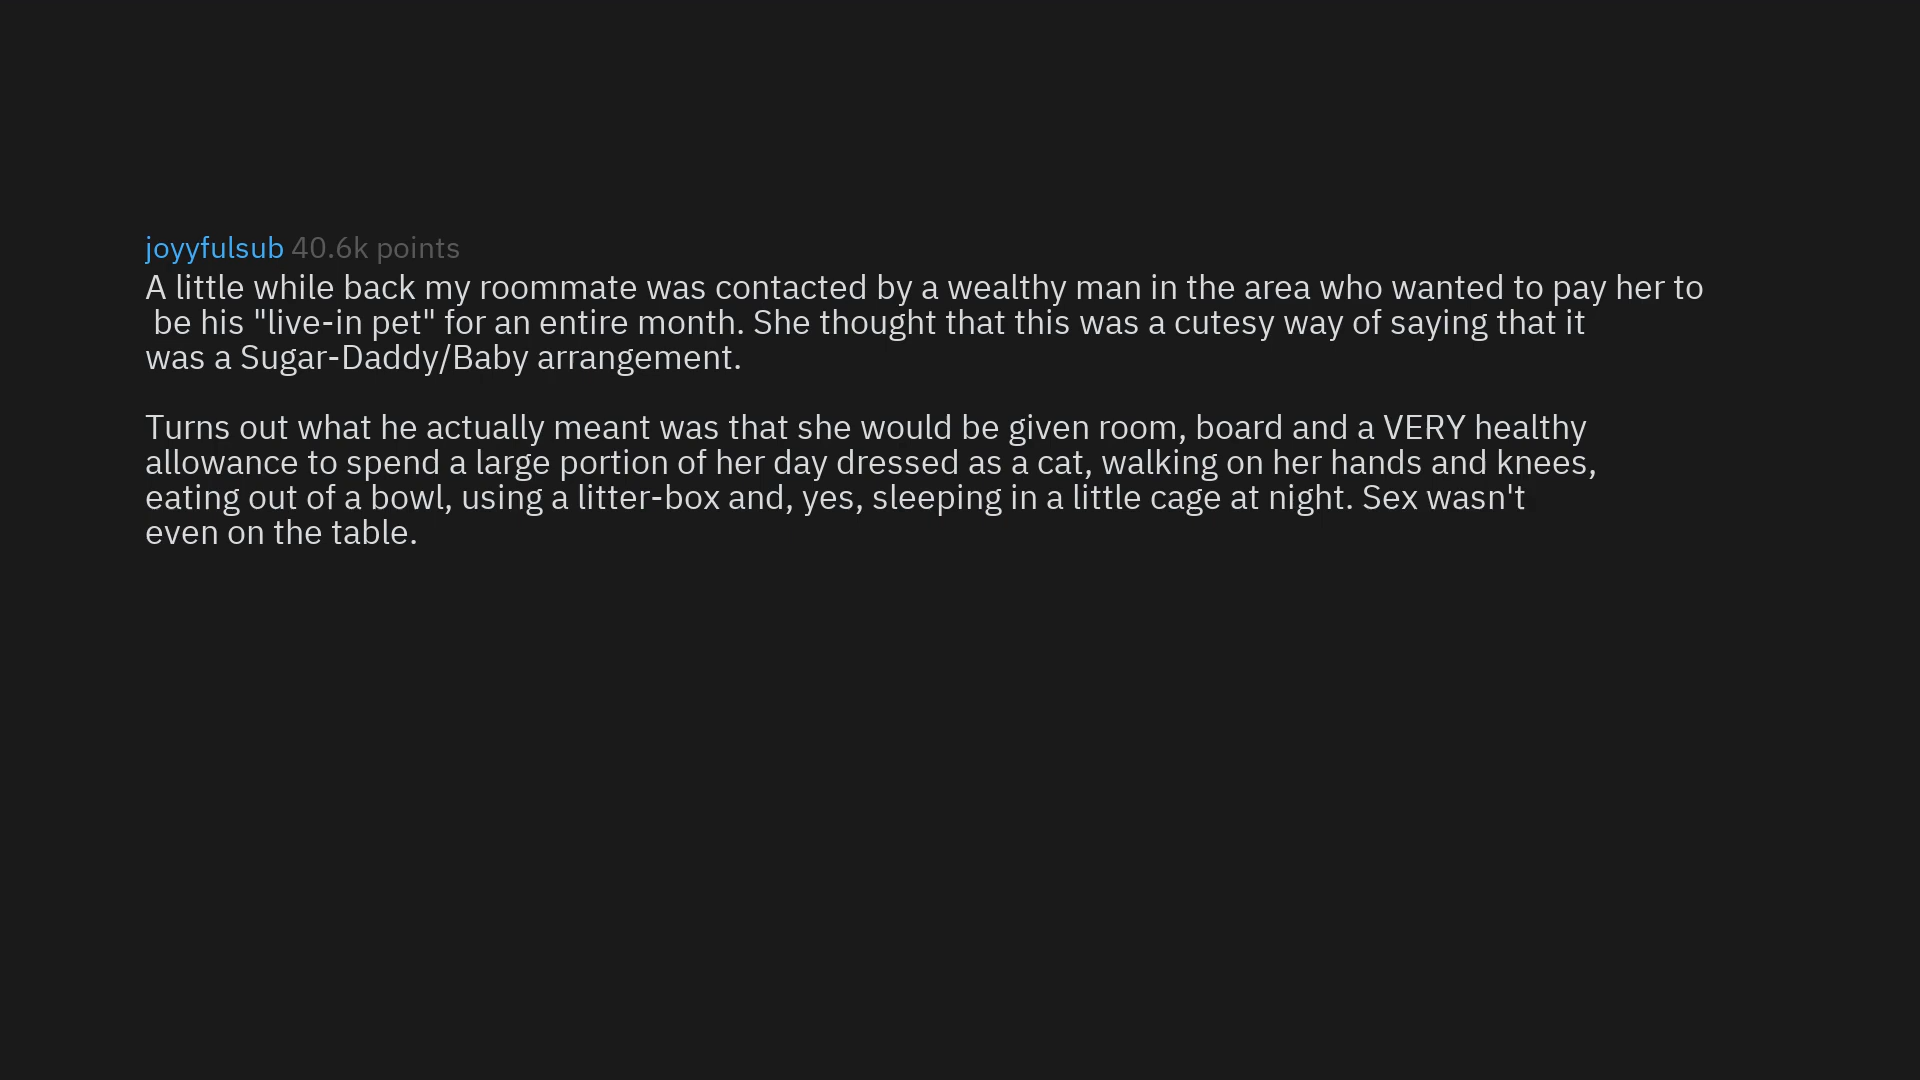 joyyfulsub 40.6k points
A little while back my roommate was contacted by a wealthy man in the area who wanted to pay her to
be his "live-in pet" for an entire month. She thought that this was a cutesy way of saying that it
was a Sugar-Daddy/Baby arrangement.
Turns out what he actually meant was that she would be given room, board and a VERY healthy
allowance to spend a large portion of her day dressed as a cat, walking on her hands and knees,
eating out of a bowl, using a litter-box and, yes, sleeping in a little cage at night. Sex wasn't
even on the table.